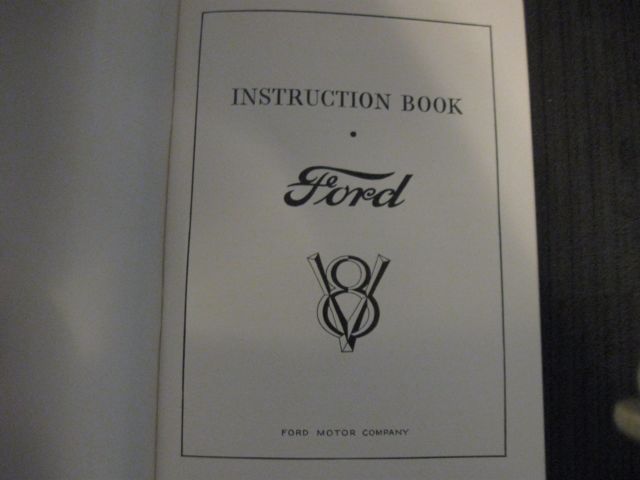 INSTRUCTION BOOK
Ford
V8
FORD MOTOR COMPANY